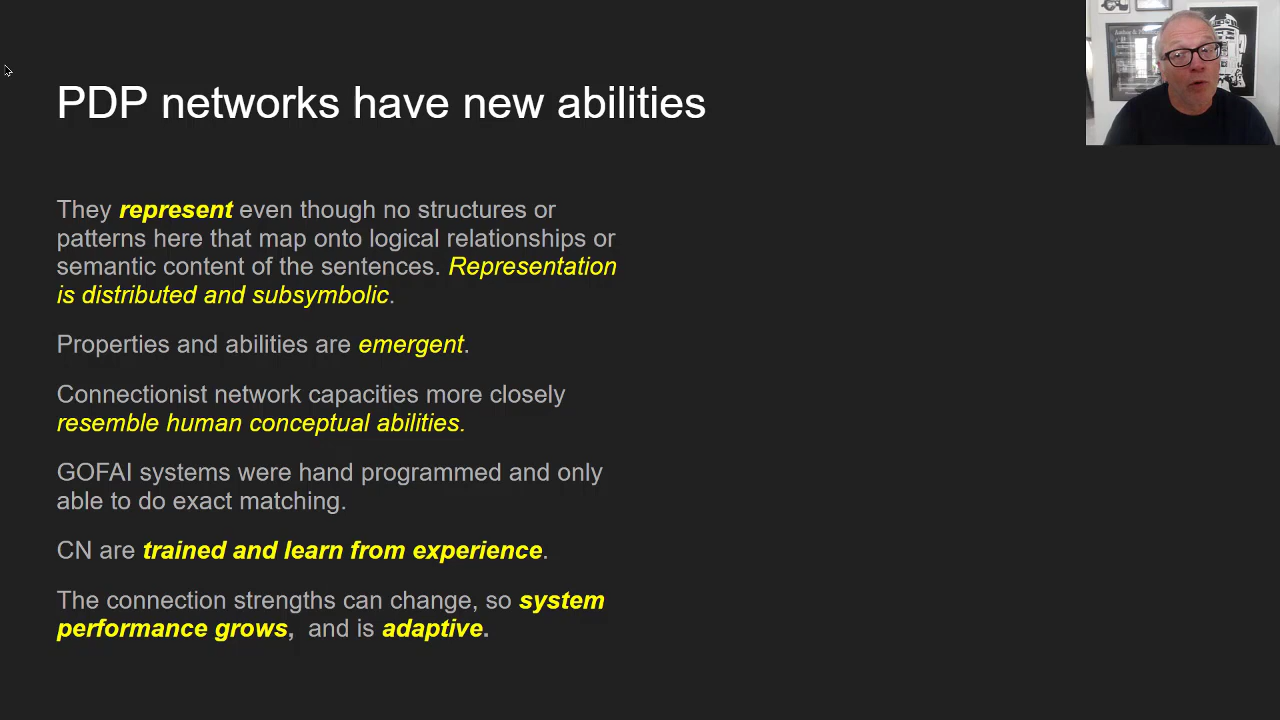 PDP networks have new abilities
They represent even though no structures or
patterns here that map onto logical relationships or
semantic content of the sentences. Representation
is distributed and subsymbolic.
Properties and abilities are emergent.
Connectionist network capacities more closely
resemble human conceptual abilities.
GOFAI systems were hand programmed and only
able to do exact matching.
CN are trained and learn from experience.
The connection strengths can change, so system
performance grows, and is adaptive.